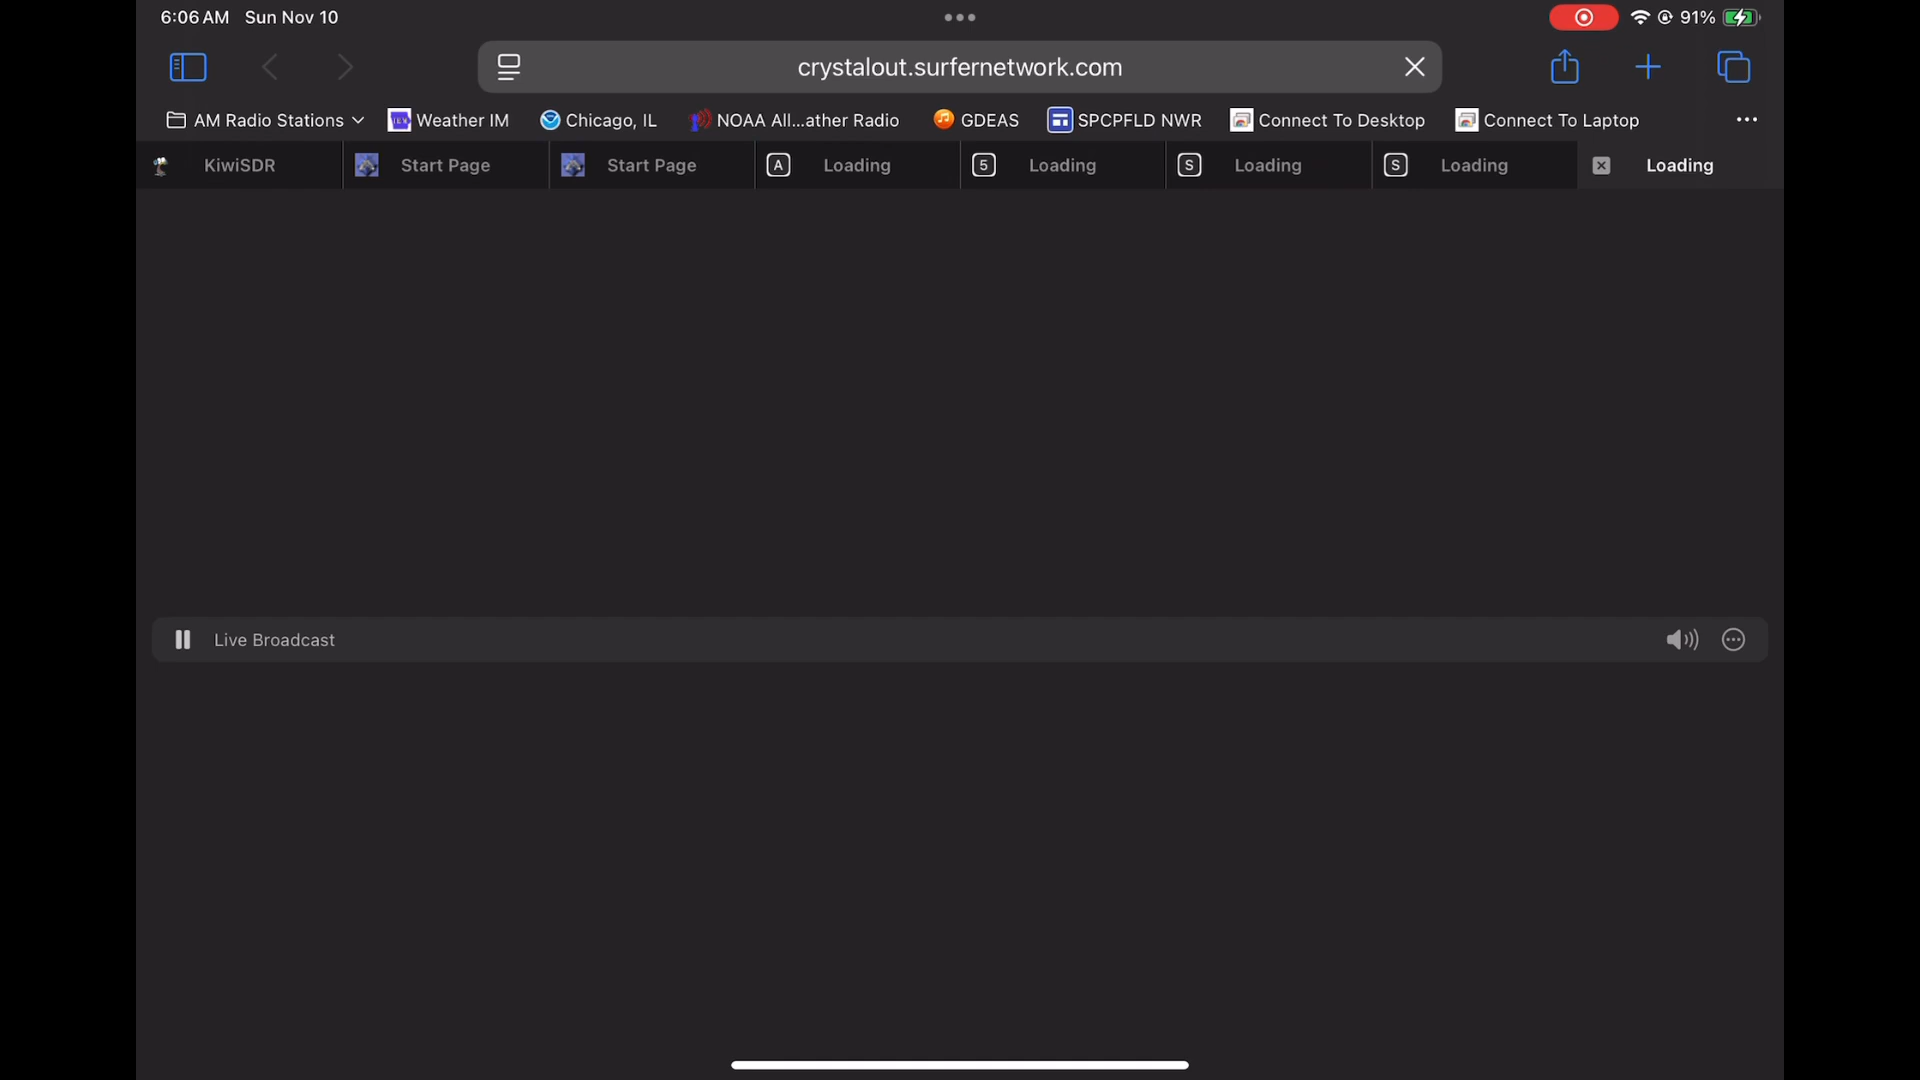 6:06 AM Sun Nov 10
91%
crystalout.surfernetwork.com
AM Radio Stations
Weather IM
Chicago, IL
NOAA All...ather Radio
GDEAS
SPCPFLD NWR
Connect To Desktop
Connect To Laptop
KiwiSDR
Start Page
Start Page
A Loading
5 Loading
S Loading
S Loading
Loading
Live Broadcast